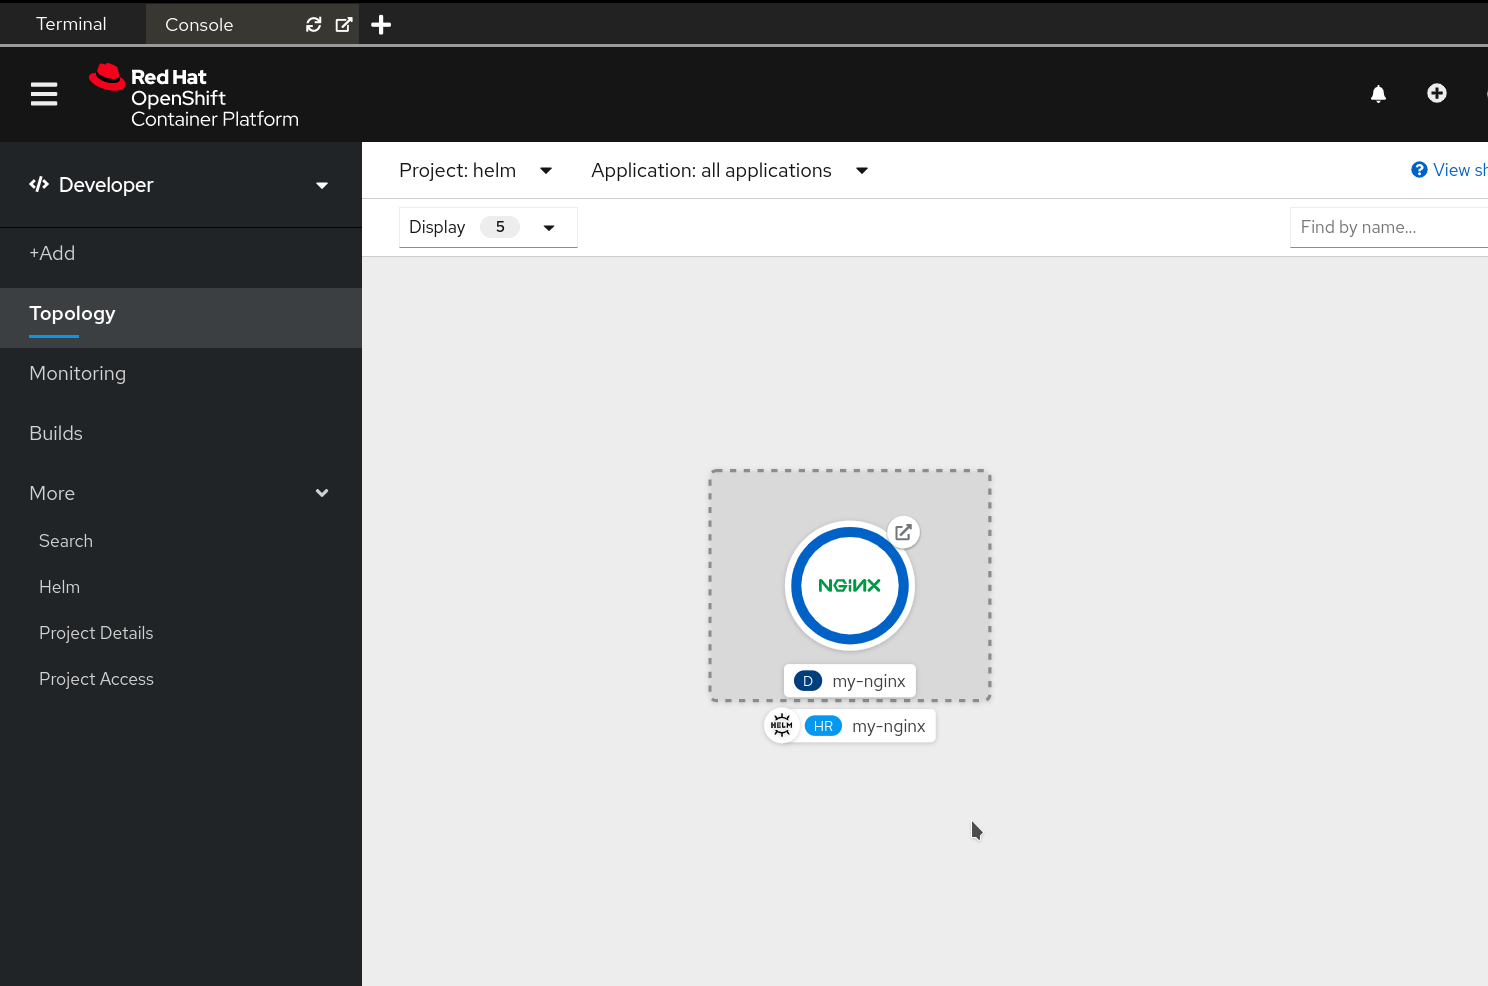 Terminal
Console
Red Hat
OpenShift
Container Platform
Developer
Project: helm
Application: all applications
View sh
Display 5
Find by name...
+Add
Topology
Monitoring
Builds
More
Search
Helm
Project Details
Project Access
NGINX
D my-nginx
HELM HR my-nginx